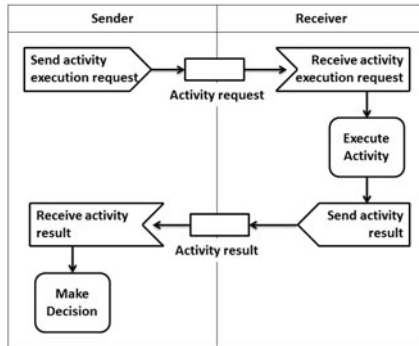 Sender
Receiver
Send activity
execution request
Receive activity
execution request
Activity request
Execute
Activity
Receive activity
result
Send activity
result
Activity result
Make
Decision